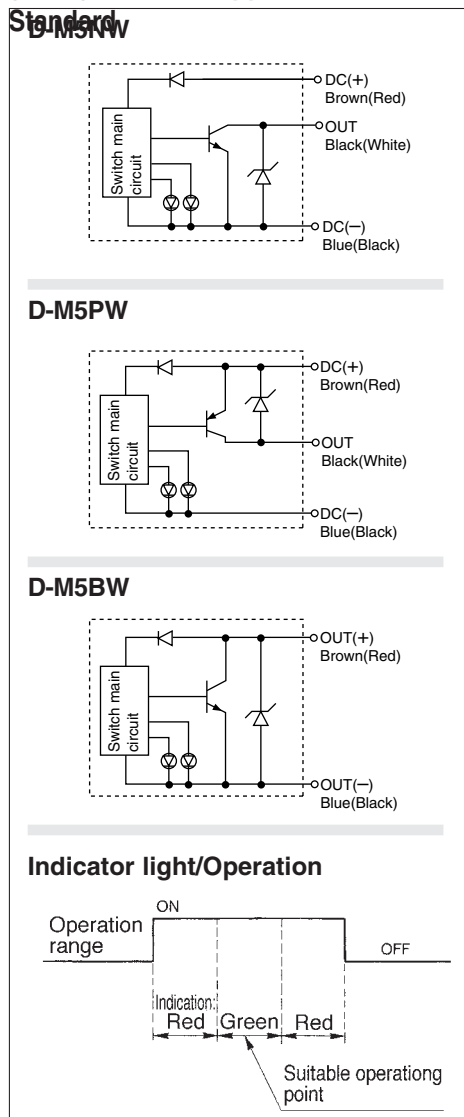 Standard
D-M5NW
DC(+)
Brown(Red)
OUT
Black(White)
Switch main
circuit
DC(−)
Blue(Black)
D-M5PW
DC(+)
Brown(Red)
Switch main
circuit
OUT
Black(White)
DC(−)
Blue(Black)
D-M5BW
OUT(+)
Brown(Red)
Switch main
circuit
OUT(−)
Blue(Black)
Indicator light/Operation
ON
Operation
range
OFF
Indication:
Red Green Red
Suitable operationg
point